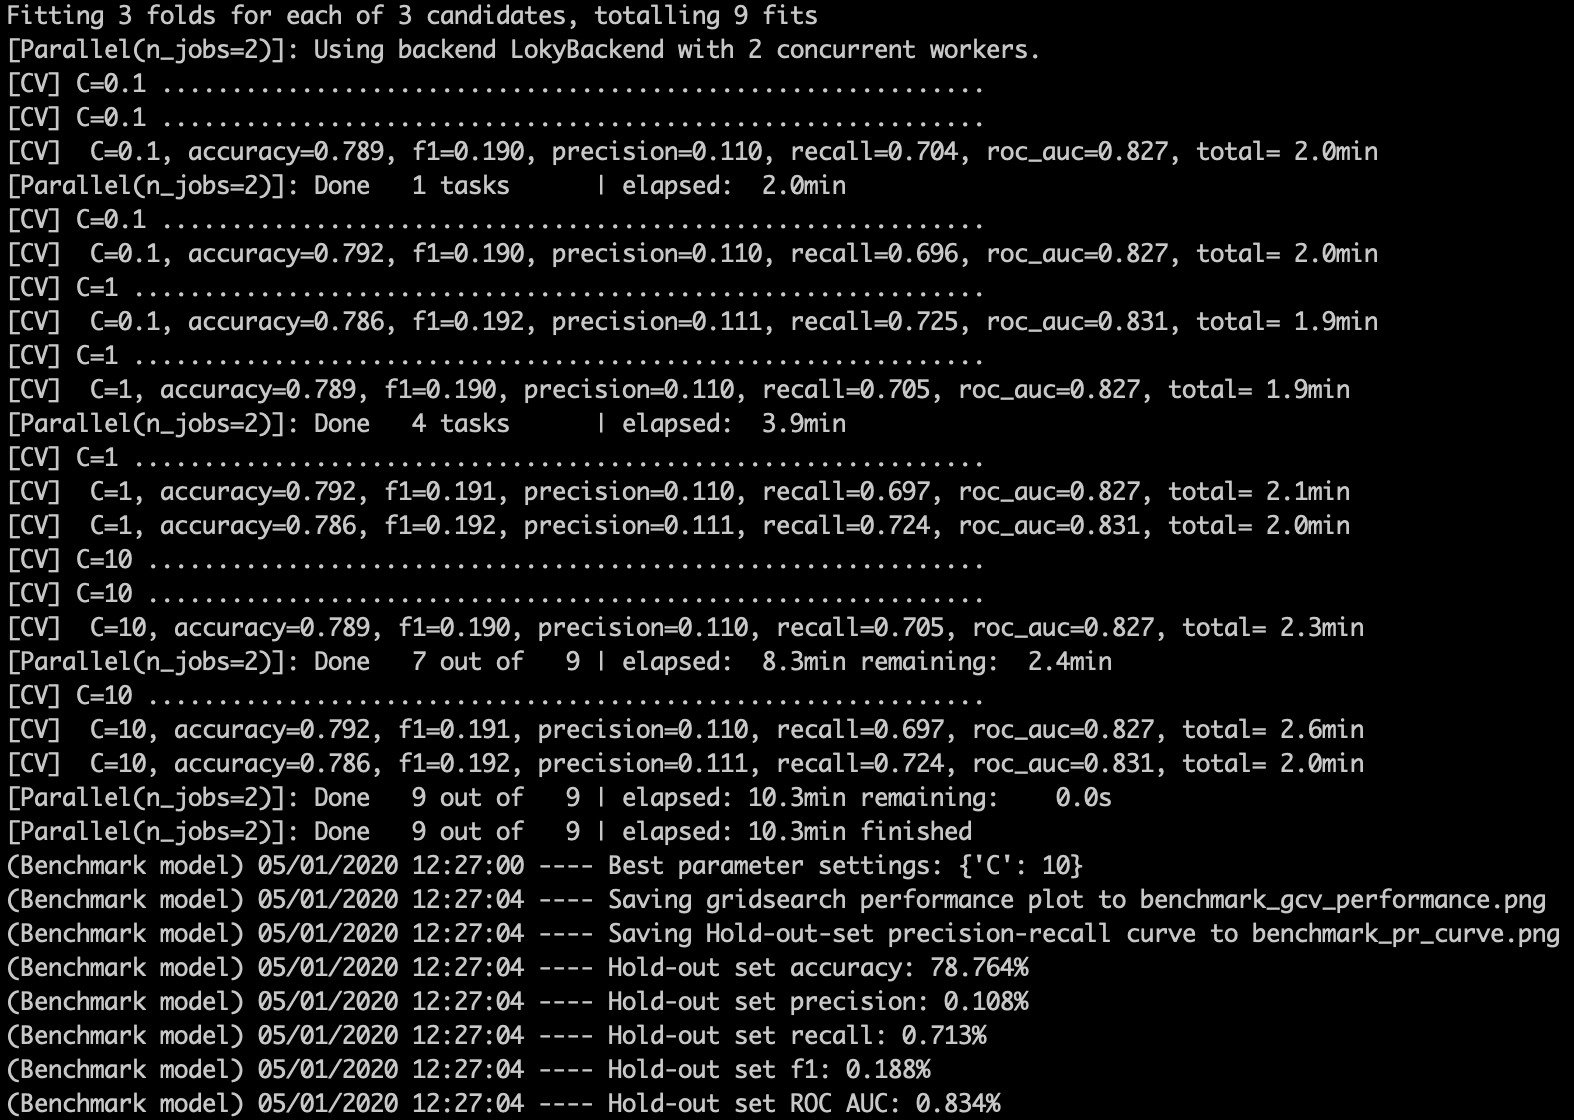 Fitting 3 folds for each of 3 candidates, totalling 9 fits
[Parallel(n_jobs=2)]: Using backend LokyBackend with 2 concurrent workers.
[CV] C=0.1 ...........................................................
[CV] C=0.1 ...........................................................
[CV]  C=0.1, accuracy=0.789, f1=0.190, precision=0.110, recall=0.704, roc_auc=0.827, total= 2.0min
[Parallel(n_jobs=2)]: Done   1 tasks      | elapsed:  2.0min
[CV] C=0.1 ...........................................................
[CV]  C=0.1, accuracy=0.792, f1=0.190, precision=0.110, recall=0.696, roc_auc=0.827, total= 2.0min
[CV] C=1 .............................................................
[CV]  C=0.1, accuracy=0.786, f1=0.192, precision=0.111, recall=0.725, roc_auc=0.831, total= 1.9min
[CV] C=1 .............................................................
[CV]  C=1, accuracy=0.789, f1=0.190, precision=0.110, recall=0.705, roc_auc=0.827, total= 1.9min
[Parallel(n_jobs=2)]: Done   4 tasks      | elapsed:  3.9min
[CV] C=1 .............................................................
[CV]  C=1, accuracy=0.792, f1=0.191, precision=0.110, recall=0.697, roc_auc=0.827, total= 2.1min
[CV]  C=1, accuracy=0.786, f1=0.192, precision=0.111, recall=0.724, roc_auc=0.831, total= 2.0min
[CV] C=10 ............................................................
[CV] C=10 ............................................................
[CV]  C=10, accuracy=0.789, f1=0.190, precision=0.110, recall=0.705, roc_auc=0.827, total= 2.3min
[Parallel(n_jobs=2)]: Done   7 out of   9 | elapsed:  8.3min remaining:  2.4min
[CV] C=10 ............................................................
[CV]  C=10, accuracy=0.792, f1=0.191, precision=0.110, recall=0.697, roc_auc=0.827, total= 2.6min
[CV]  C=10, accuracy=0.786, f1=0.192, precision=0.111, recall=0.724, roc_auc=0.831, total= 2.0min
[Parallel(n_jobs=2)]: Done   9 out of   9 | elapsed: 10.3min remaining:    0.0s
[Parallel(n_jobs=2)]: Done   9 out of   9 | elapsed: 10.3min finished
(Benchmark model) 05/01/2020 12:27:00 ---- Best parameter settings: {'C': 10}
(Benchmark model) 05/01/2020 12:27:04 ---- Saving gridsearch performance plot to benchmark_gcv_performance.png
(Benchmark model) 05/01/2020 12:27:04 ---- Saving Hold-out-set precision-recall curve to benchmark_pr_curve.png
(Benchmark model) 05/01/2020 12:27:04 ---- Hold-out set accuracy: 78.764%
(Benchmark model) 05/01/2020 12:27:04 ---- Hold-out set precision: 0.108%
(Benchmark model) 05/01/2020 12:27:04 ---- Hold-out set recall: 0.713%
(Benchmark model) 05/01/2020 12:27:04 ---- Hold-out set f1: 0.188%
(Benchmark model) 05/01/2020 12:27:04 ---- Hold-out set ROC AUC: 0.834%